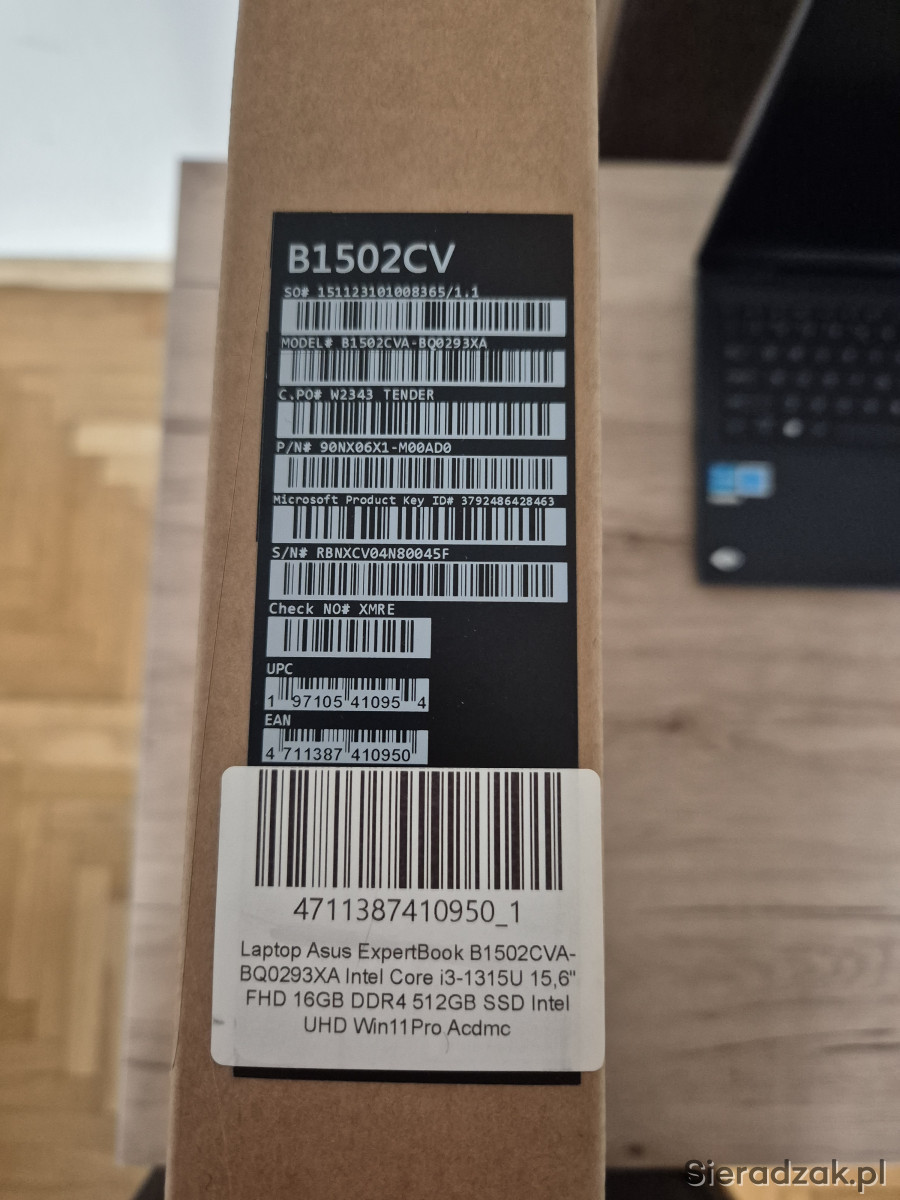 B1502CV
SO# 151123101008365/1.1
MODEL# B1502CVA-BQ0293XA
C.PO# W2343 TENDER
P/N# 90NX06X1-M00AD0
Microsoft Product Key ID# 3792486428463
S/N# RBNXCV04N80045F
Check NO# XMRE
UPC
1 97105 41095 4
EAN
4 711387 410950
4711387410950_1
Laptop Asus ExpertBook B1502CVA-
BQ0293XA Intel Core i3-1315U 15,6"
FHD 16GB DDR4 512GB SSD Intel
UHD Win11Pro Acdmc
Sieradzak.pl